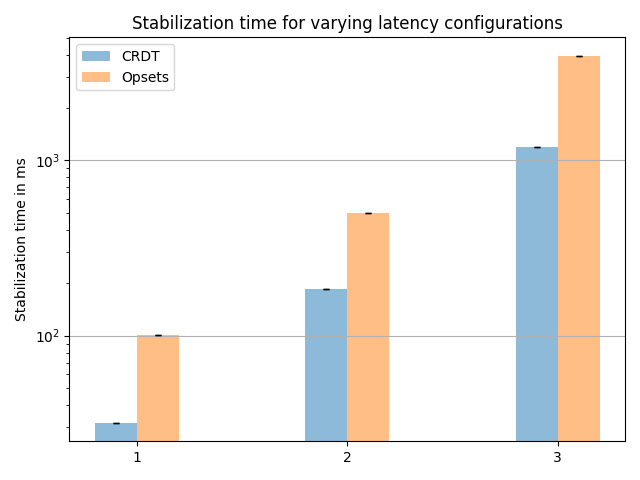 Stabilization time for varying latency configurations
CRDT
Opsets
Stabilization time in ms
10³
10²
1 2 3